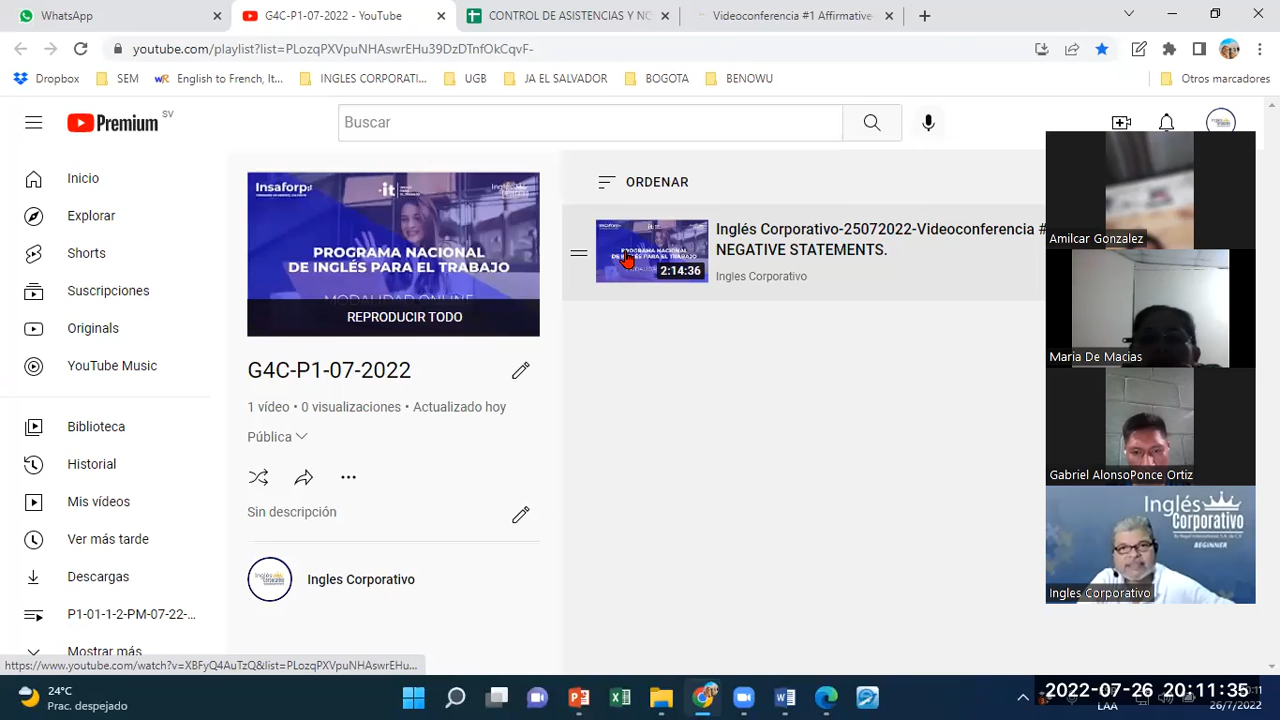 WhatsApp
G4C-P1-07-2022 - YouTube
CONTROL DE ASISTENCIAS Y NO
Videoconferencia #1 Affirmative
youtube.com/playlist?list=PLozqPXVpuNHAswrEHu39DzDTnfOkCqvF-
Dropbox
SEM
English to French, It...
INGLES CORPORATI...
UGB
JA EL SALVADOR
BOGOTA
BENOWU
Otros marcadores
Premium SV
Buscar
Inicio
Explorar
Shorts
Suscripciones
Originals
YouTube Music
Biblioteca
Historial
Mis vídeos
Ver más tarde
Descargas
P1-01-1-2-PM-07-22-...
Mostrar más
Insaforp
.it
PROGRAMA NACIONAL
DE INGLÉS PARA EL TRABAJO
MODALIDAD ONLINE
REPRODUCIR TODO
G4C-P1-07-2022
1 vídeo • 0 visualizaciones • Actualizado hoy
Pública
Sin descripción
Ingles Corporativo
ORDENAR
PROGRAMA NACIONAL
2:14:36
Inglés Corporativo-25072022-Videoconferencia #
NEGATIVE STATEMENTS.
Ingles Corporativo
Amilcar Gonzalez
Maria De Macias
Gabriel AlonsoPonce Ortiz
Inglés
Corporativo
BEGINNER
Ingles Corporativo
https://www.youtube.com/watch?v=XBFyQ4AuTzQ&list=PLozqPXVpuNHAswrEHu...
24°C
Prac. despejado
2022-07-26 20:11:35
LAA
26/7/2022